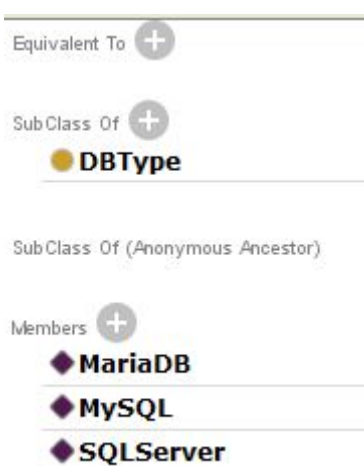 Equivalent To
SubClass Of
DBType
SubClass Of (Anonymous Ancestor)
Members
MariaDB
MySQL
SQLServer